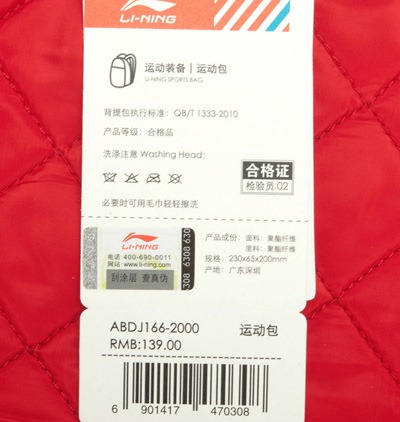 LI-NING
运动装备 | 运动包
LI-NING SPORTS BAG
背提包执行标准：QB/T 1333-2010
产品等级：合格品
洗涤注意 Washing Head:
合格证
检验员:02
必要时可用毛巾轻轻擦洗
LI-NING
电话：400-690-0011
网址：www.li-ning.com
刮涂层 查真伪
6308 6308 630
产品成份：面料：聚酯纤维
里料：聚酯纤维
规格：230x65x200mm
产地：广东深圳
ABDJ166-2000 运动包
RMB:139.00
6 901417 470308 >